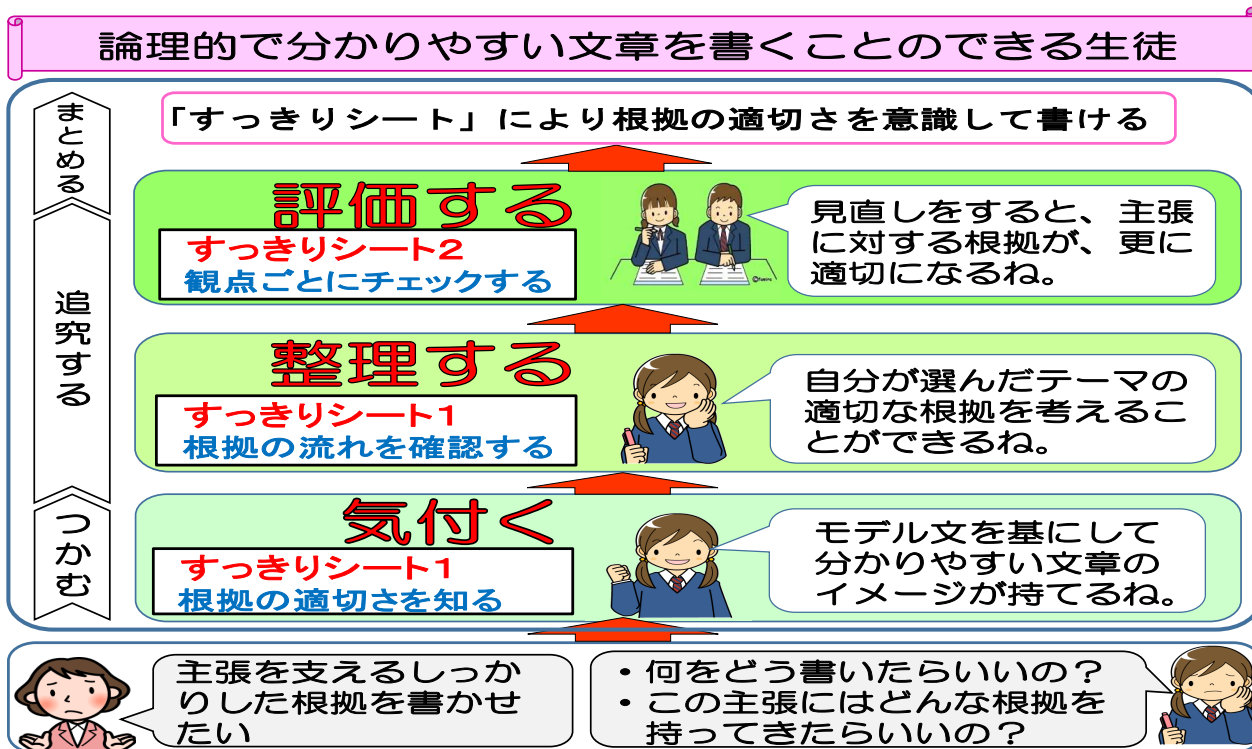 論理的で分かりやすい文章を書くことのできる生徒
まとめる
「すっきりシート」により根拠の適切さを意識して書ける
追究する
評価する
すっきりシート2
観点ごとにチェックする
見直しをすると、主張
に対する根拠が、更に
適切になるね。
整理する
すっきりシート1
根拠の流れを確認する
自分が選んだテーマの
適切な根拠を考えるこ
とができるね。
つかむ
気付く
すっきりシート1
根拠の適切さを知る
モデル文を基にして
分かりやすい文章の
イメージが持てるね。
主張を支えるしっか
りした根拠を書かせ
たい
・何をどう書いたらいいの？
・この主張にはどんな根拠を
持ってきたらいいの？